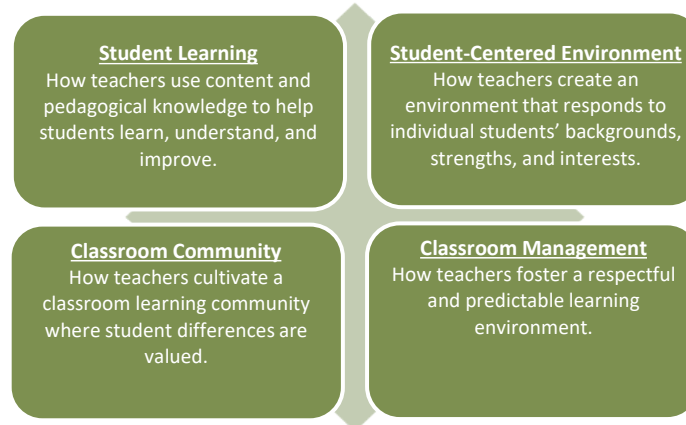 Student Learning
How teachers use content and
pedagogical knowledge to help
students learn, understand, and
improve.
Student-Centered Environment
How teachers create an
environment that responds to
individual students’ backgrounds,
strengths, and interests.
Classroom Community
How teachers cultivate a
classroom learning community
where student differences are
valued.
Classroom Management
How teachers foster a respectful
and predictable learning
environment.